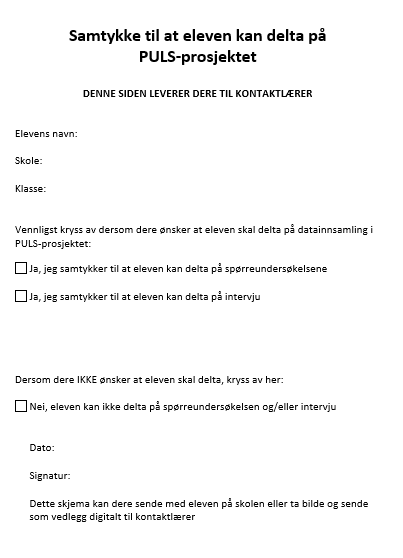 Samtykke til at eleven kan delta på
PULS-prosjektet
DENNE SIDEN LEVERER DERE TIL KONTAKTLÆRER
Elevens navn:
Skole:
Klasse:
Vennligst kryss av dersom dere ønsker at eleven skal delta på datainnsamling i
PULS-prosjektet:
Ja, jeg samtykker til at eleven kan delta på spørreundersøkelsene
Ja, jeg samtykker til at eleven kan delta på intervju
Dersom dere IKKE ønsker at eleven skal delta, kryss av her:
Nei, eleven kan ikke delta på spørreundersøkelsen og/eller intervju
Dato:
Signatur:
Dette skjema kan dere sende med eleven på skolen eller ta bilde og sende
som vedlegg digitalt til kontaktlærer